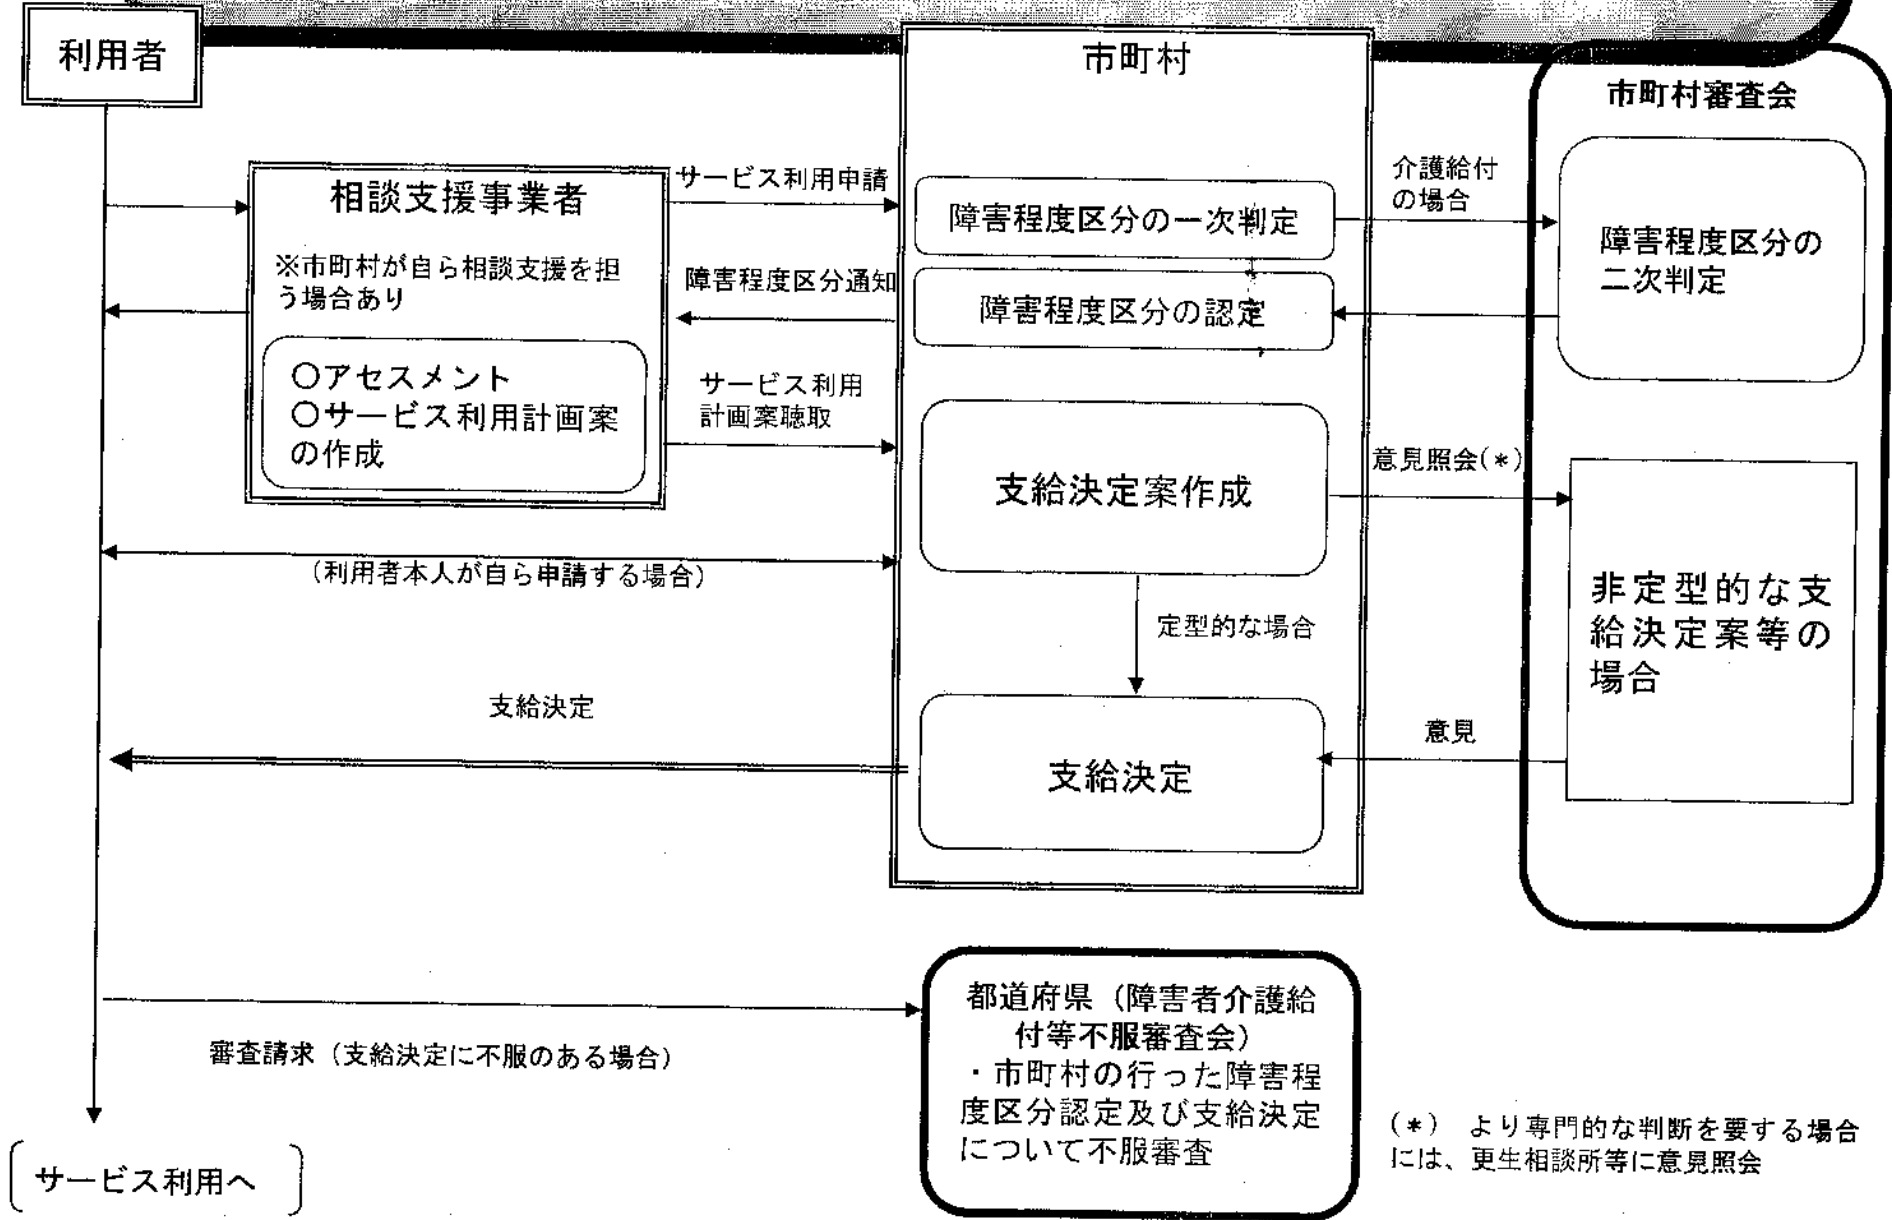 利用者
市町村
市町村審査会
相談支援事業者
※市町村が自ら相談支援を担
う場合あり
〇アセスメント
〇サービス利用計画案
の作成
サービス利用申請
障害程度区分通知
サービス利用
計画案聴取
障害程度区分の一次判定
障害程度区分の認定
介護給付
の場合
障害程度区分の
二次判定
支給決定案作成
意見照会(*)
非定型的な支
給決定案等の
場合
(利用者本人が自ら申請する場合)
定型的な場合
支給決定
支給決定
意見
審査請求(支給決定に不服のある場合)
都道府県(障害者介護給
付等不服審査会)
・市町村の行った障害程
度区分認定及び支給決定
について不服審査
(*) より専門的な判断を要する場合
には、更生相談所等に意見照会
サービス利用へ